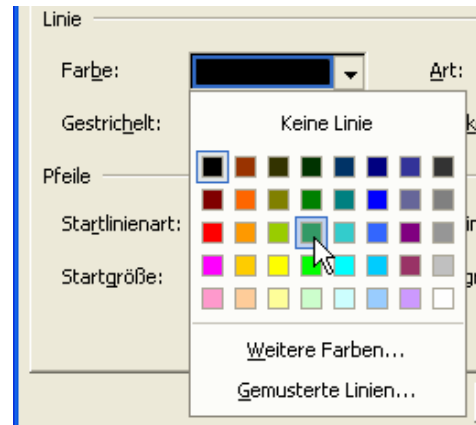 Linie
Farbe:
Art:
Gestrichelt:
Keine Linie
Pfeile
Startlinienart:
Startgröße:
Weitere Farben...
Gemusterte Linien...